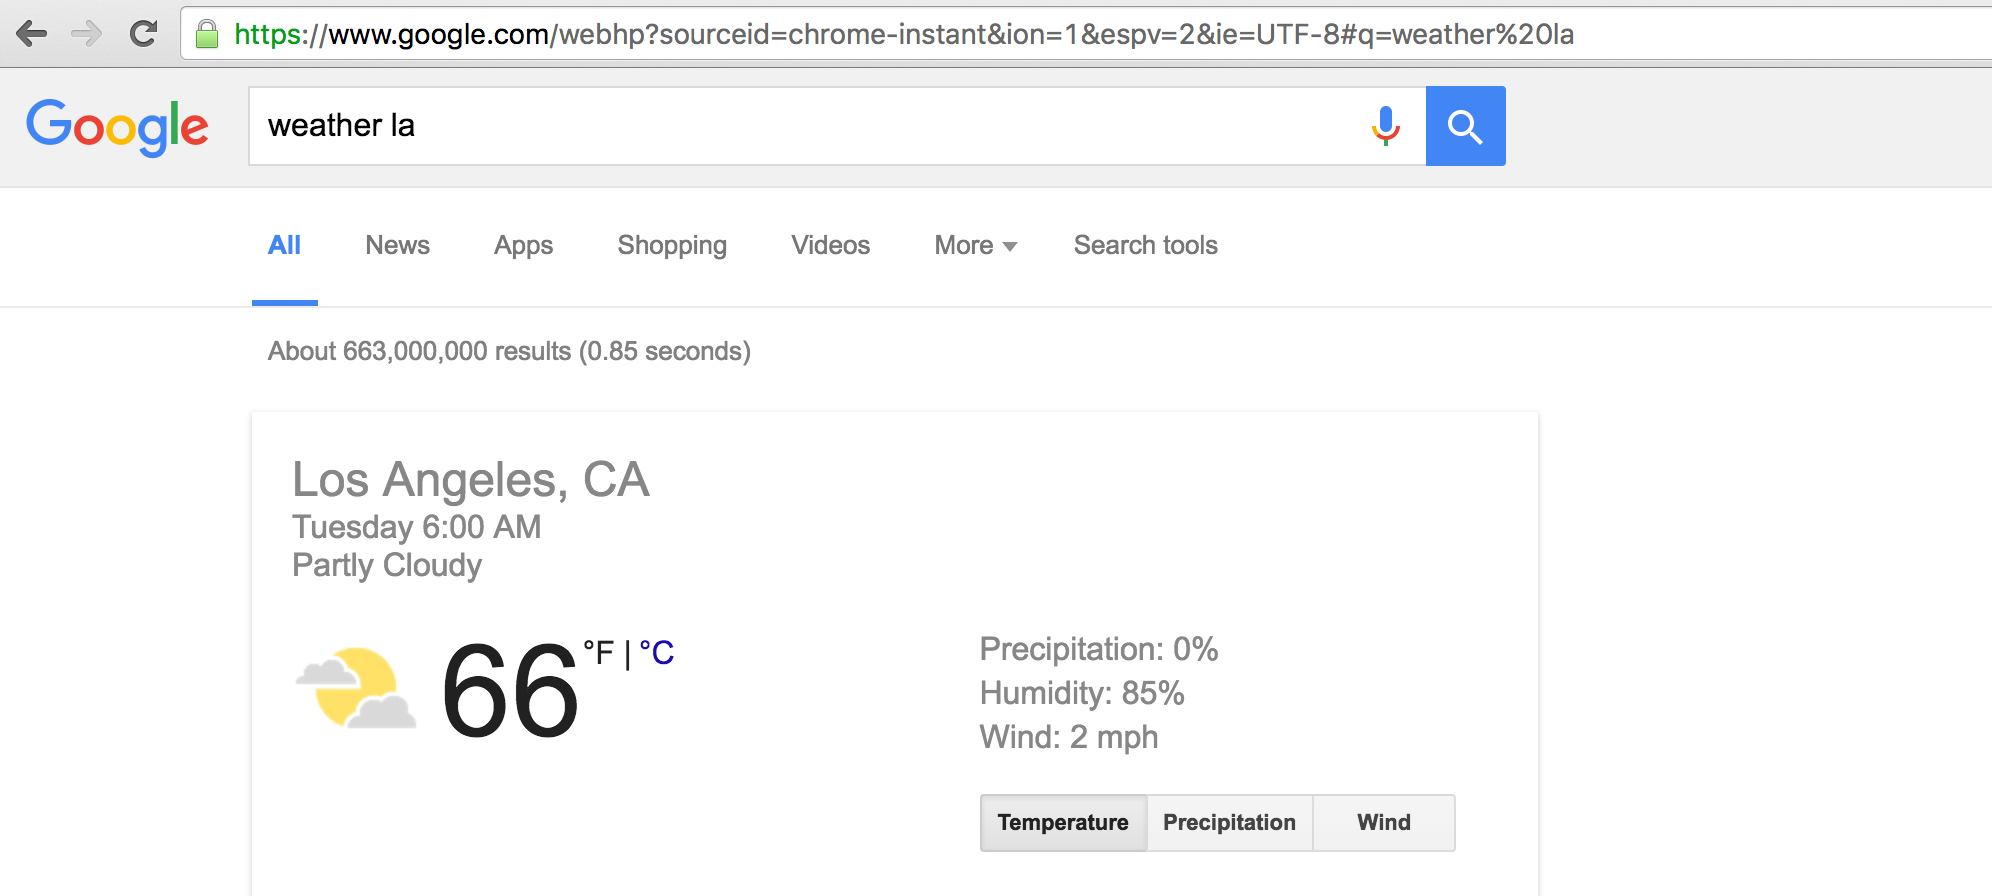 https://www.google.com/webhp?sourceid=chrome-instant&ion=1&espv=2&ie=UTF-8#q=weather%20la
Google weather la
All News Apps Shopping Videos More Search tools
About 663,000,000 results (0.85 seconds)
Los Angeles, CA
Tuesday 6:00 AM
Partly Cloudy
66 °F | °C
Precipitation: 0%
Humidity: 85%
Wind: 2 mph
Temperature Precipitation Wind